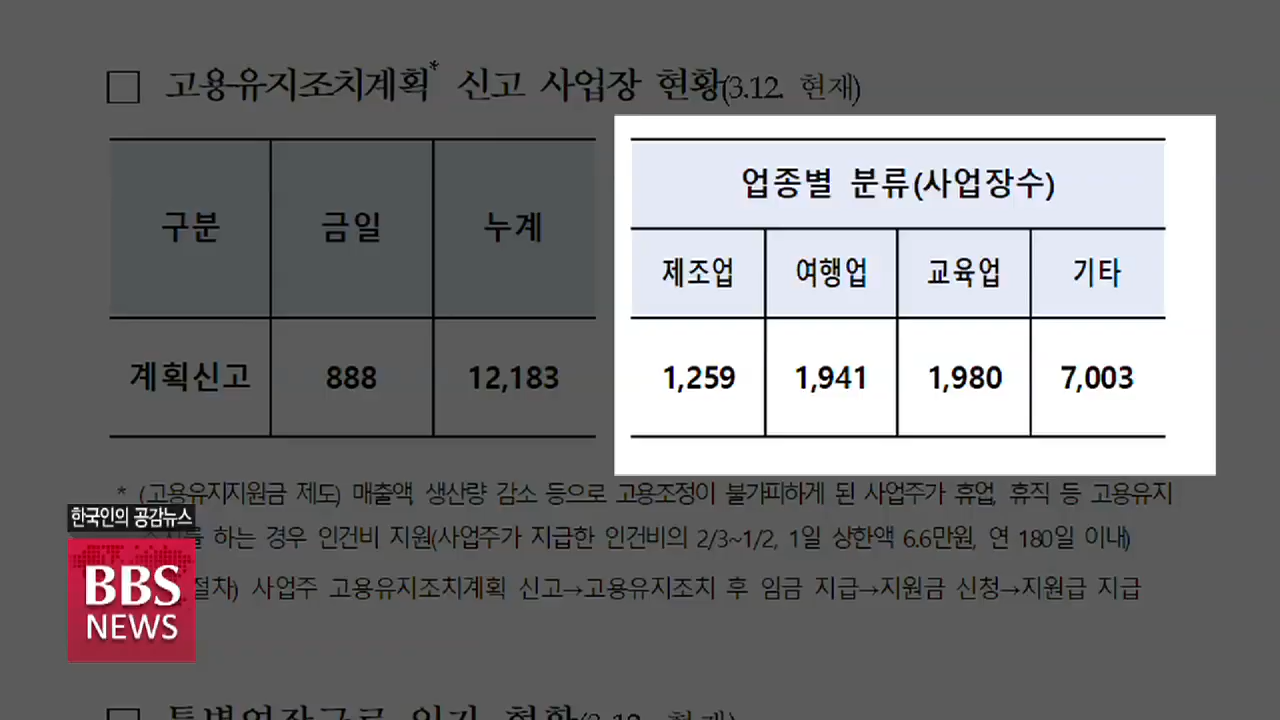 □ 고용유지조치계획* 신고 사업장 현황(3.12. 현재)
구분 금일 누계
업종별 분류(사업장수)
제조업 여행업 교육업 기타
계획신고 888 12,183 1,259 1,941 1,980 7,003
* (고용유지지원금 제도) 매출액 생산량 감소 등으로 고용조정이 불가피하게 된 사업주가 휴업, 휴직 등 고용유지
하는 경우 인건비 지원(사업주가 지급한 인건비의 2/3~1/2, 1일 상한액 6.6만원, 연 180일 이내)
절차) 사업주 고용유지조치계획 신고→고용유지조치 후 임금 지급→지원금 신청→지원급 지급
한국인의 공감뉴스
BBS
NEWS